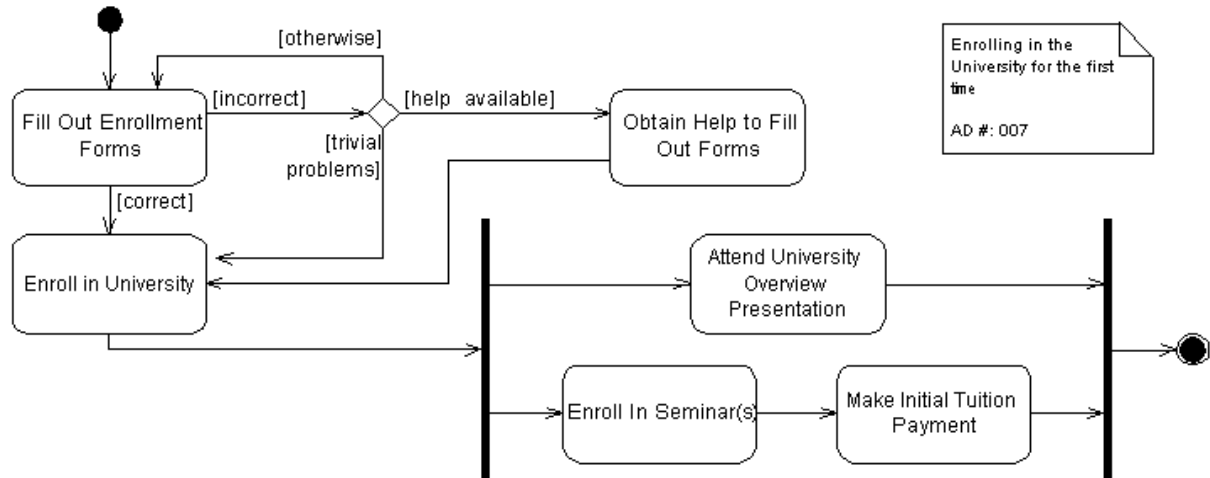 [otherwise]
Enrolling in the
University for the first
time
AD #: 007
[incorrect]
[help available]
Fill Out Enrollment
Forms
[trivial
problems]
Obtain Help to Fill
Out Forms
[correct]
Enroll in University
Attend University
Overview
Presentation
Enroll In Seminar(s)
Make Initial Tuition
Payment